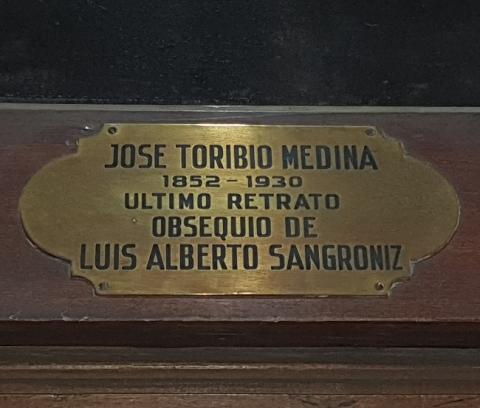 JOSE TORIBIO MEDINA
1852 - 1930
ULTIMO RETRATO
OBSEQUIO DE
LUIS ALBERTO SANGRONIZ